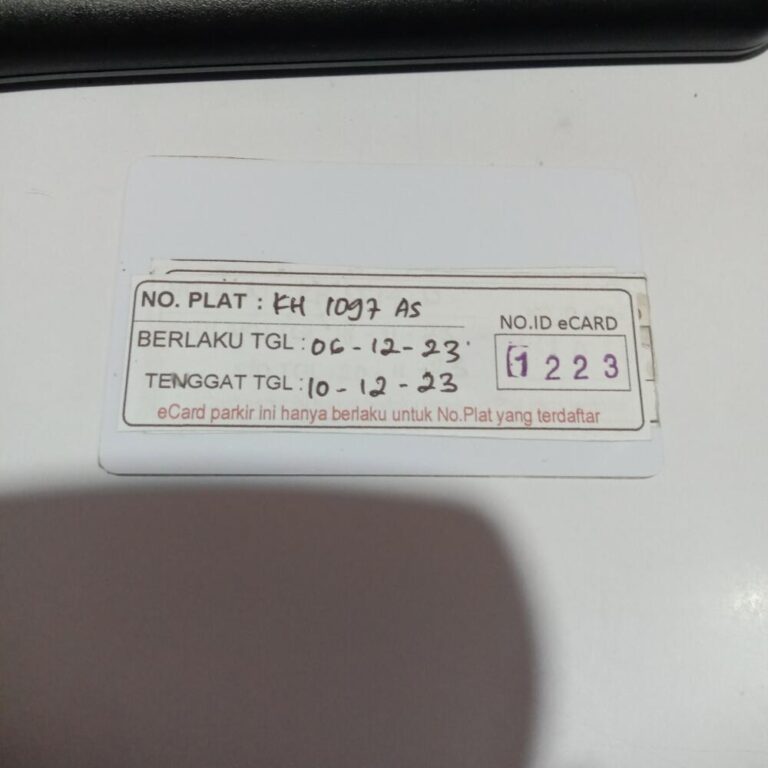 NO. PLAT : KH 1097 AS
BERLAKU TGL : 06-12-23
TENGGAT TGL : 10-12-23
NO.ID eCARD
1223
eCard parkir ini hanya berlaku untuk No.Plat yang terdaftar